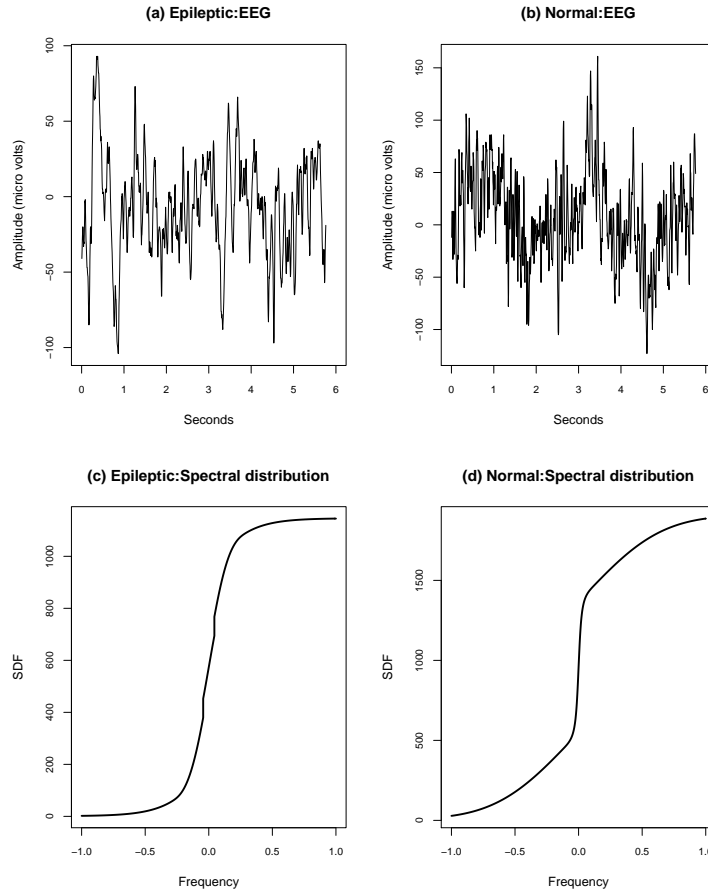 (a) Epileptic:EEG
Amplitude (micro volts)
100
50
0
−50
−100
0 1 2 3 4 5 6
Seconds
(b) Normal:EEG
Amplitude (micro volts)
150
100
50
0
−50
−100
0 1 2 3 4 5 6
Seconds
(c) Epileptic:Spectral distribution
SDF
1000
800
600
400
200
0
−1.0 −0.5 0.0 0.5 1.0
Frequency
(d) Normal:Spectral distribution
SDF
1500
1000
500
0
−1.0 −0.5 0.0 0.5 1.0
Frequency